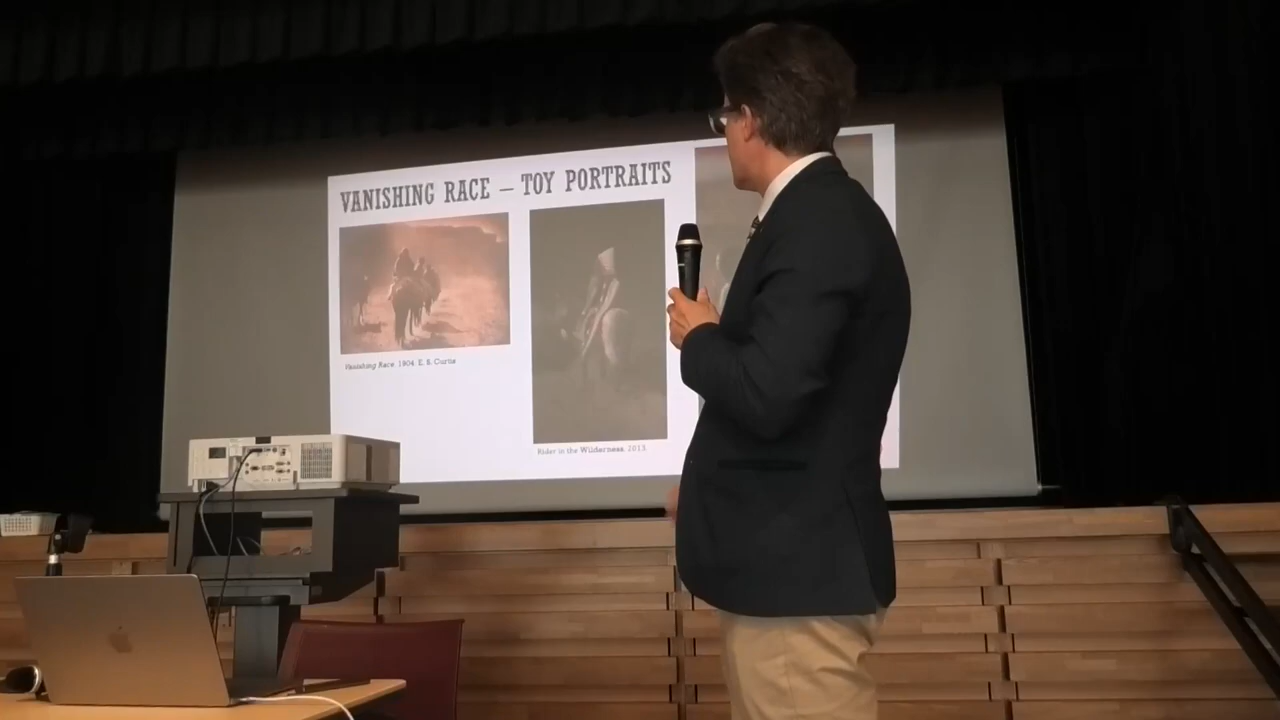 VANISHING RACE – TOY PORTRAITS
Vanishing Race, 1904, E. S. Curtis
Rider in the Wilderness, 2013